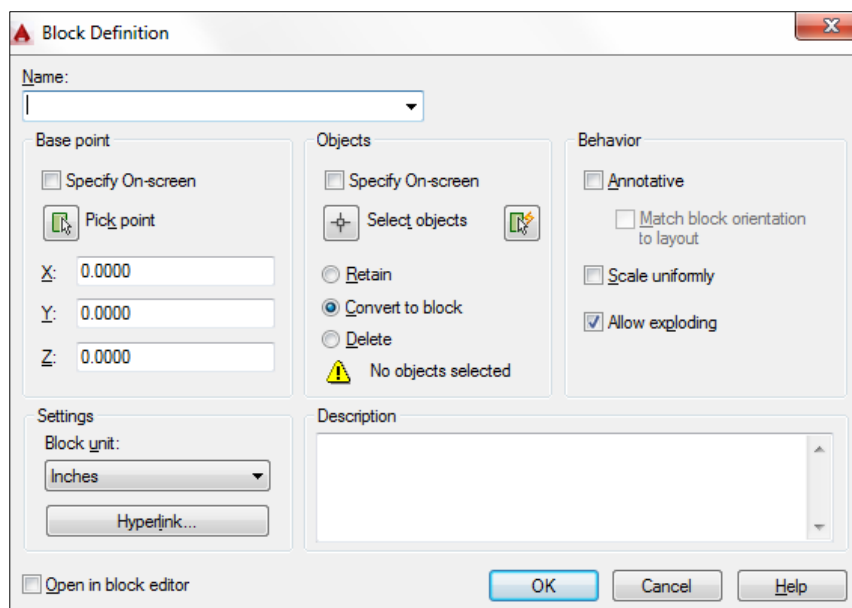 Block Definition
Name:
Base point
Specify On-screen
Pick point
X: 0.0000
Y: 0.0000
Z: 0.0000
Objects
Specify On-screen
Select objects
Retain
Convert to block
Delete
No objects selected
Behavior
Annotative
Match block orientation
to layout
Scale uniformly
Allow exploding
Settings
Block unit:
Inches
Hyperlink...
Description
Open in block editor
OK
Cancel
Help